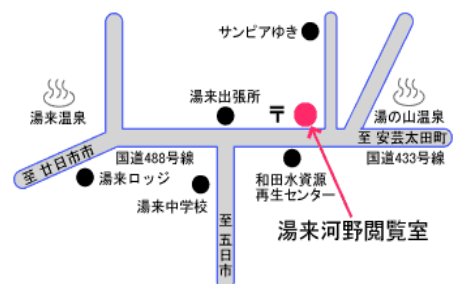 サンピアゆき
湯来温泉
湯来出張所
〒
湯の山温泉
至 安芸太田町
国道488号線
国道433号線
至 廿日市市
湯来ロッジ
和田水資源
再生センター
湯来中学校
至五日市
湯来河野閲覧室